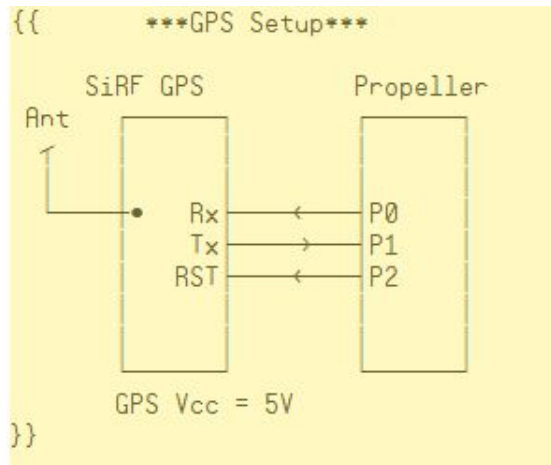 {{ ***GPS Setup***
SiRF GPS Propeller
Ant
Rx P0
Tx P1
RST P2
GPS Vcc = 5V
}}